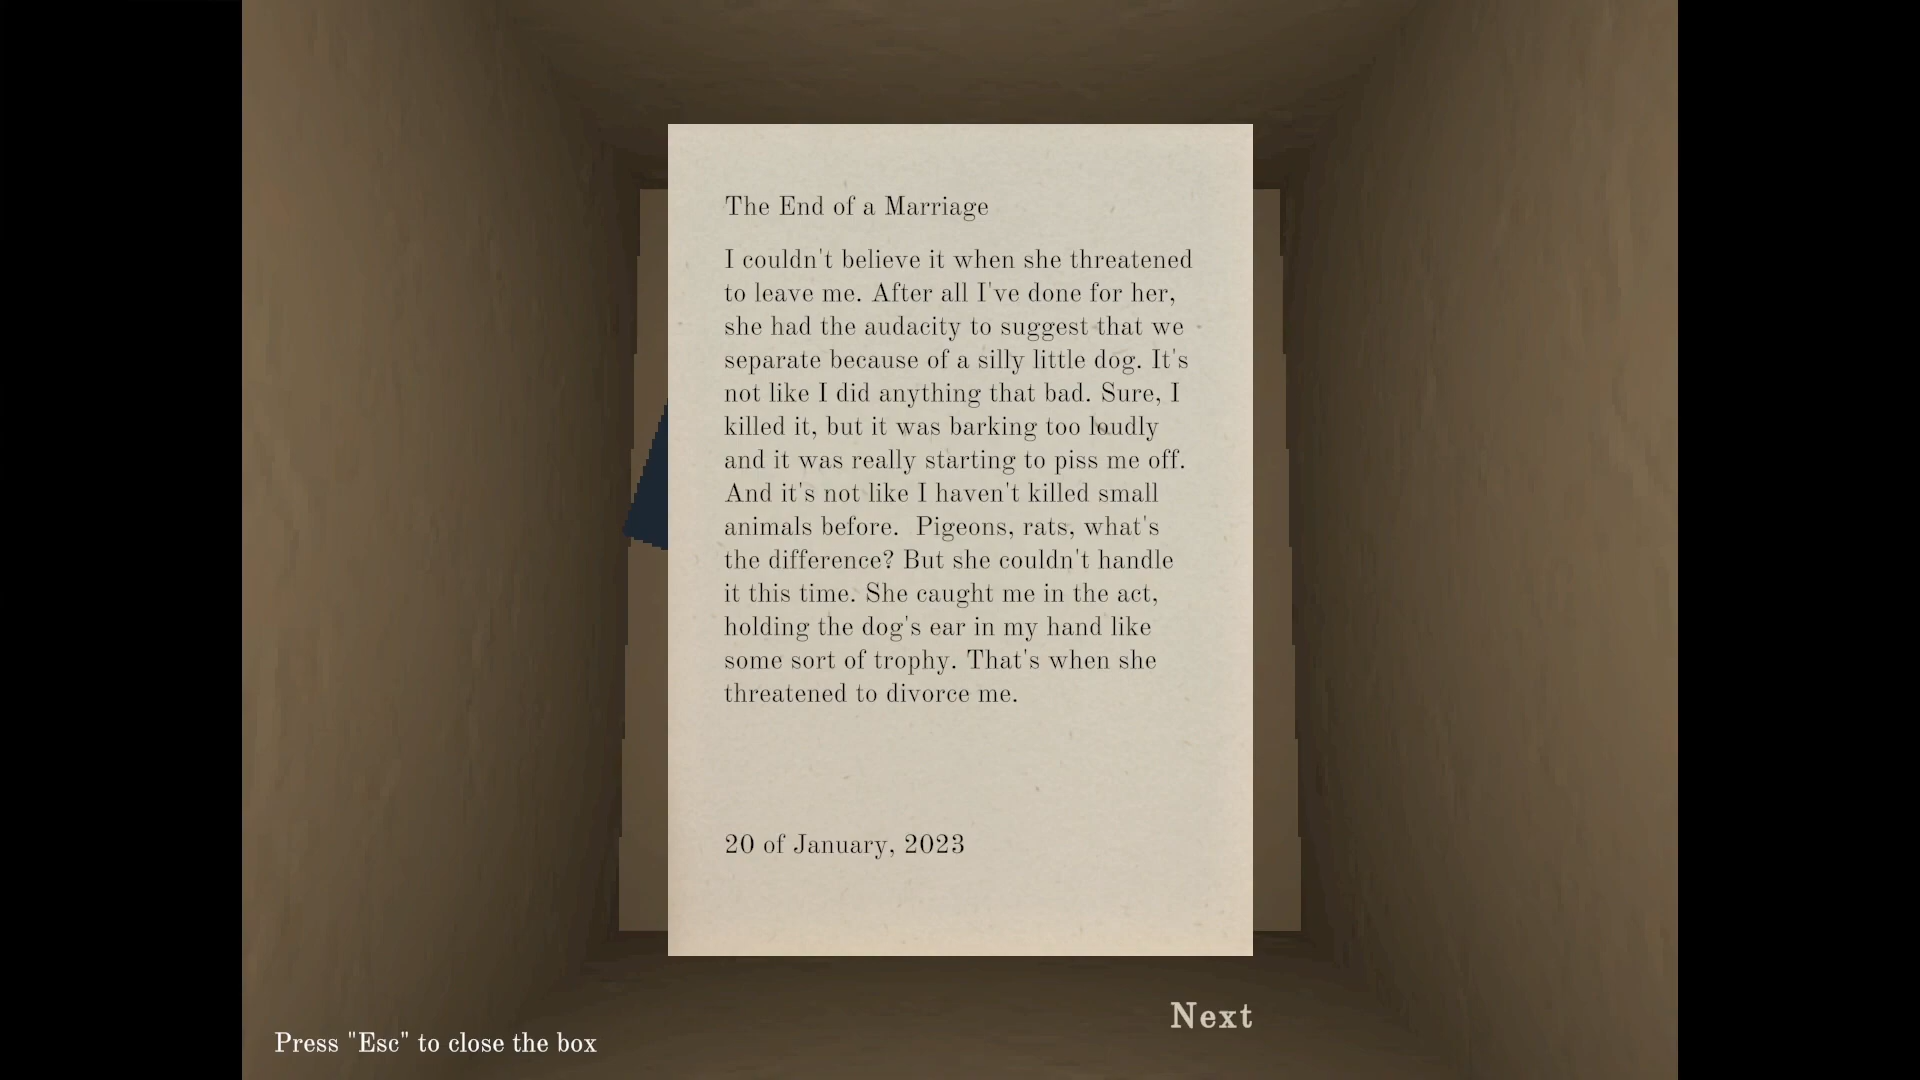 The End of a Marriage
I couldn't believe it when she threatened
to leave me. After all I've done for her,
she had the audacity to suggest that we
separate because of a silly little dog. It's
not like I did anything that bad. Sure, I
killed it, but it was barking too loudly
and it was really starting to piss me off.
And it's not like I haven't killed small
animals before.  Pigeons, rats, what's
the difference? But she couldn't handle
it this time. She caught me in the act,
holding the dog's ear in my hand like
some sort of trophy. That's when she
threatened to divorce me.
20 of January, 2023
Next
Press "Esc" to close the box